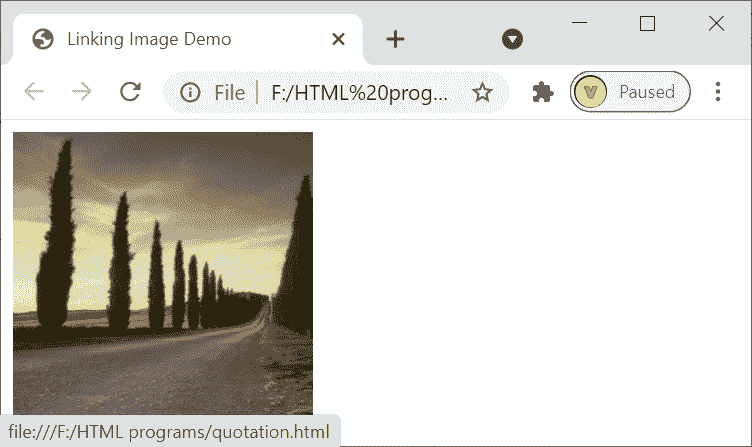 Linking Image Demo
File F:/HTML%20prog...
V Paused
file:///F:/HTML programs/quotation.html